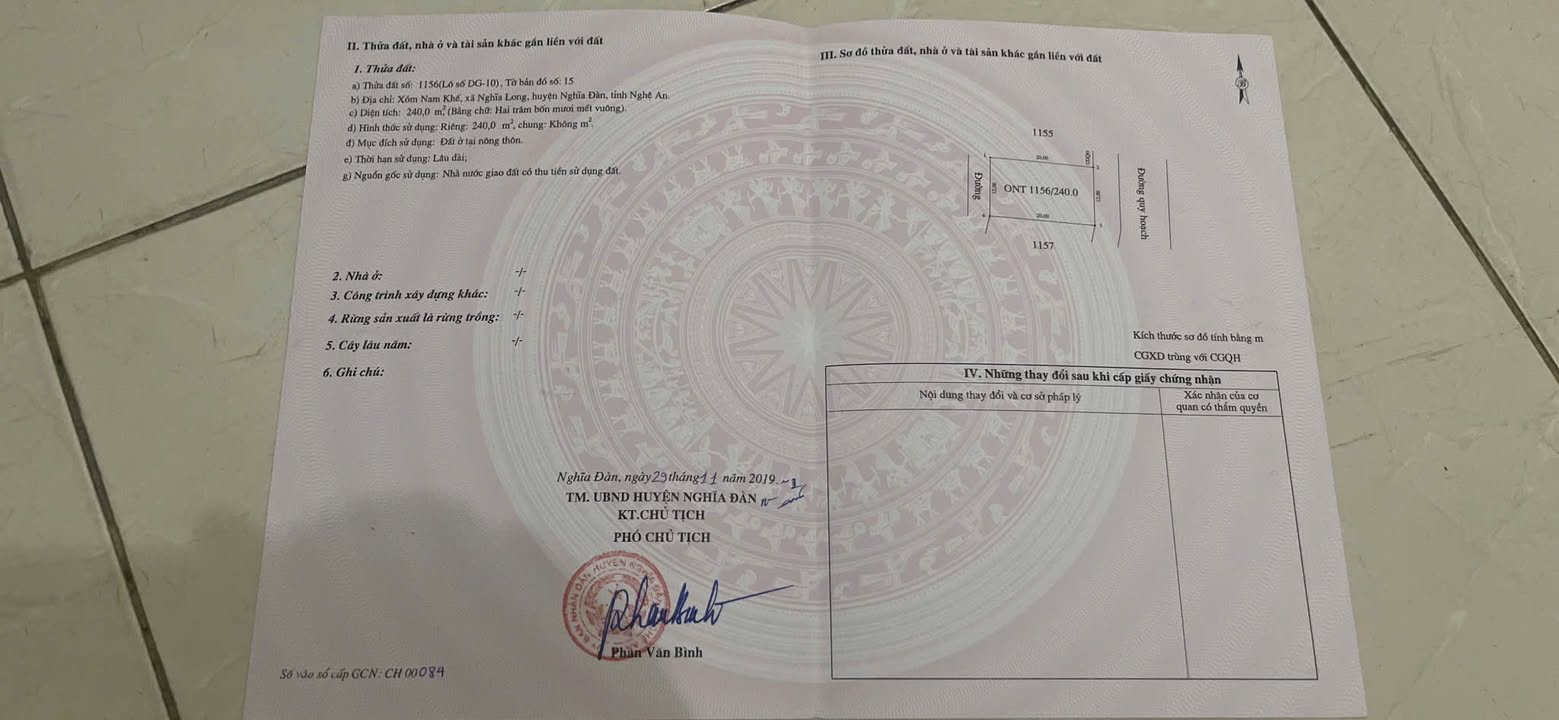 II. Thửa đất, nhà ở và tài sản khác gắn liền với đất
1. Thửa đất:
a) Thửa đất số: 1156(Lô số DG-10), Tờ bản đồ số: 15
b) Địa chỉ: Xóm Nam Khế, xã Nghĩa Long, huyện Nghĩa Đàn, tỉnh Nghệ An.
c) Diện tích: 240,0 m², (Bằng chữ: Hai trăm bốn mươi mét vuông).
d) Hình thức sử dụng: Riêng: 240,0 m², chung: Không m².
đ) Mục đích sử dụng: Đất ở tại nông thôn.
e) Thời hạn sử dụng: Lâu dài;
g) Nguồn gốc sử dụng: Nhà nước giao đất có thu tiền sử dụng đất.
2. Nhà ở: -/-
3. Công trình xây dựng khác: -/-
4. Rừng sản xuất là rừng trồng: -/-
5. Cây lâu năm: -/-
6. Ghi chú:
Nghĩa Đàn, ngày 29 tháng 11 năm 2019
TM. UBND HUYỆN NGHĨA ĐÀN
KT.CHỦ TỊCH
PHÓ CHỦ TỊCH
Phan Văn Bình
Số vào sổ cấp GCN: CH 00084
III. Sơ đồ thửa đất, nhà ở và tài sản khác gắn liền với đất
1155
20,00
Đường
ONT 1156/240.0
Đường quy hoạch
20,00
1157
Kích thước sơ đồ tính bằng m
CGXD trùng với CGQH
IV. Những thay đổi sau khi cấp giấy chứng nhận
Nội dung thay đổi và cơ sở pháp lý
Xác nhận của cơ
quan có thẩm quyền